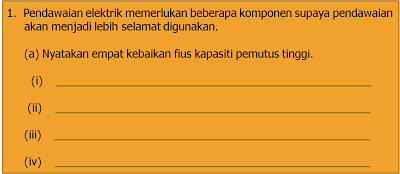 1. Pendawaian elektrik memerlukan beberapa komponen supaya pendawaian
akan menjadi lebih selamat digunakan.
(a) Nyatakan empat kebaikan fius kapasiti pemutus tinggi.
(i)
(ii)
(iii)
(iv)